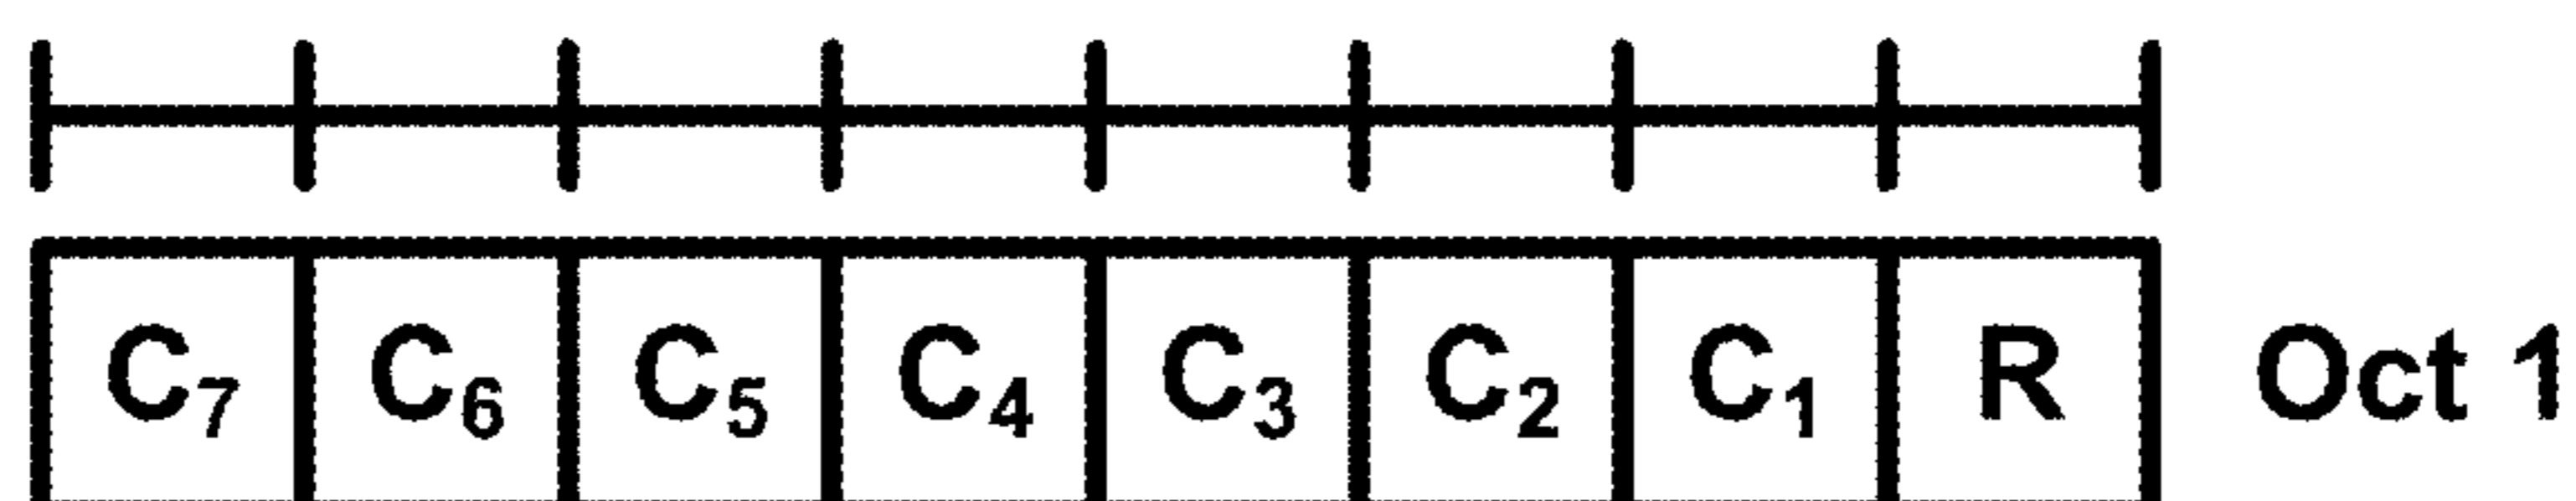 C₇ C₆ C₅ C₄ C₃ C₂ C₁ R Oct 1